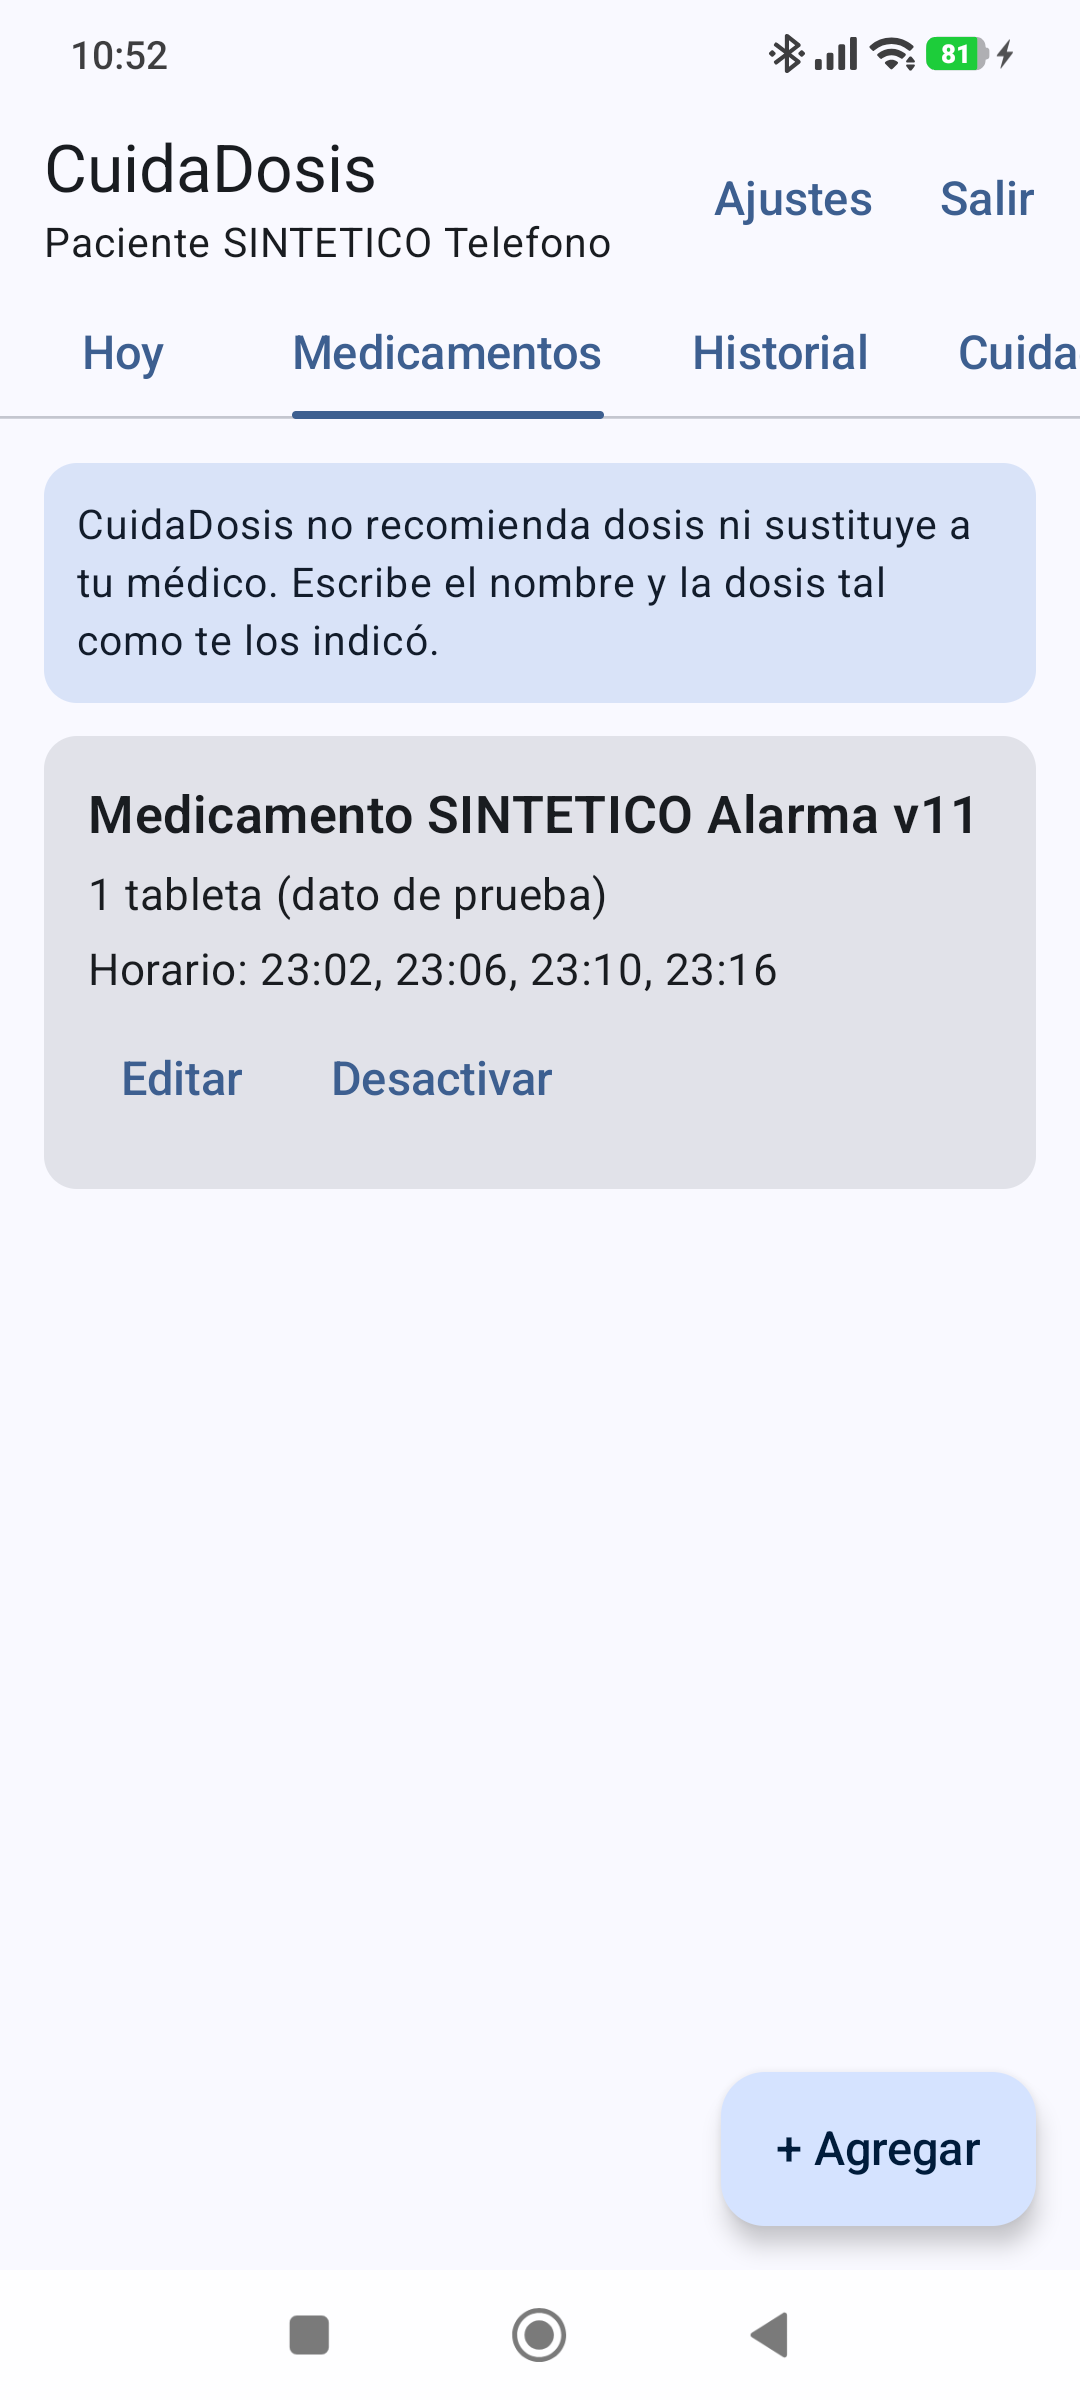 10:52
81
CuidaDosis
Ajustes
Salir
Paciente SINTETICO Telefono
Hoy
Medicamentos
Historial
Cuida
CuidaDosis no recomienda dosis ni sustituye a
tu médico. Escribe el nombre y la dosis tal
como te los indicó.
Medicamento SINTETICO Alarma v11
1 tableta (dato de prueba)
Horario: 23:02, 23:06, 23:10, 23:16
Editar
Desactivar
+ Agregar